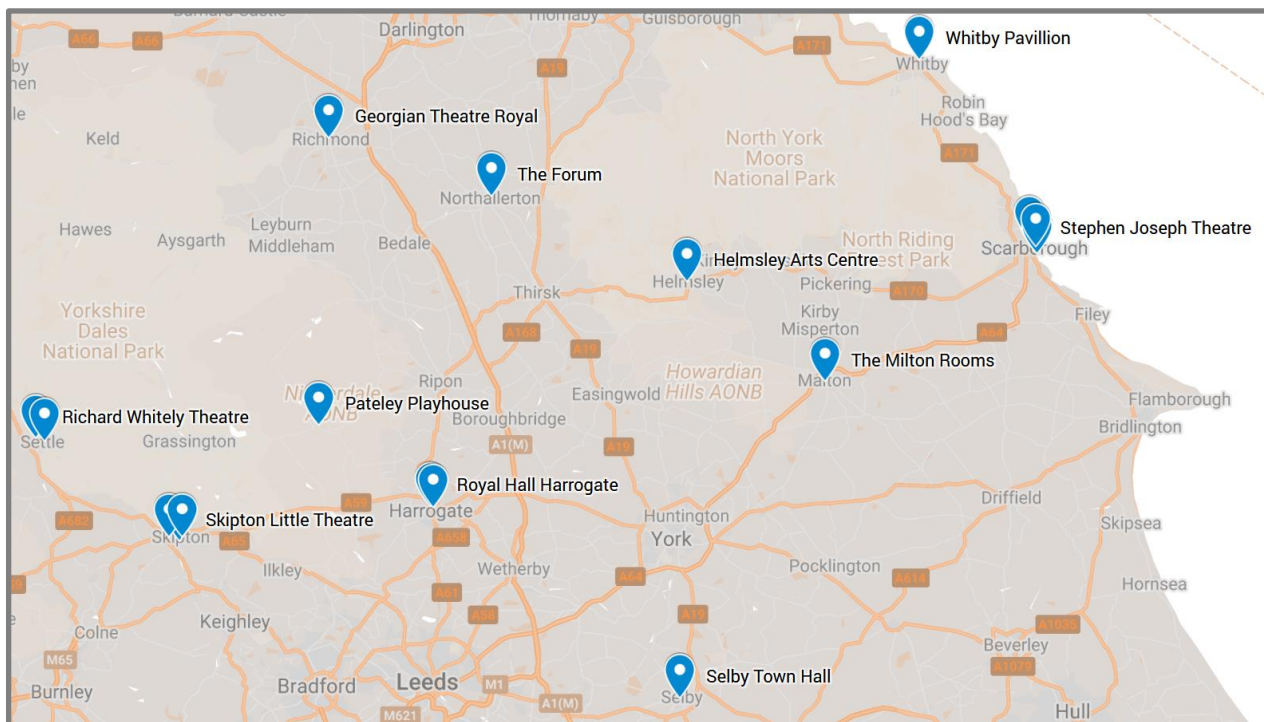 Barnard Castle
Darlington
Thornaby
Guisborough
A66
A66
A19
A171
Whitby Pavillion
Whitby
Georgian Theatre Royal
Richmond
Keld
Robin
Hood's Bay
North York
Moors
National Park
A171
The Forum
Northallerton
Hawes
Aysgarth
Leyburn
Middleham
Bedale
Stephen Joseph Theatre
Scarborough
North Riding
Helmsley Arts Centre
Helmsley
Pickering
A170
Thirsk
Yorkshire
Dales
National Park
Kirby
Misperton
Filey
A168
A64
A19
The Milton Rooms
Malton
Howardian
Hills AONB
Ripon
Easingwold
Pateley Playhouse
AONB
Boroughbridge
Flamborough
Bridlington
Richard Whitely Theatre
Settle
Grassington
A1(M)
A19
Royal Hall Harrogate
Harrogate
A59
Driffield
Skipton Little Theatre
Skipton
A682
A65
A658
Huntington
York
Skipsea
Ilkley
Wetherby
A64
Pocklington
A614
Hornsea
A61
A58
A19
Keighley
Colne
A1035
Beverley
M65
A1079
Burnley
Bradford
Leeds
M1
A1(M)
Selby Town Hall
Selby
M621
Hull